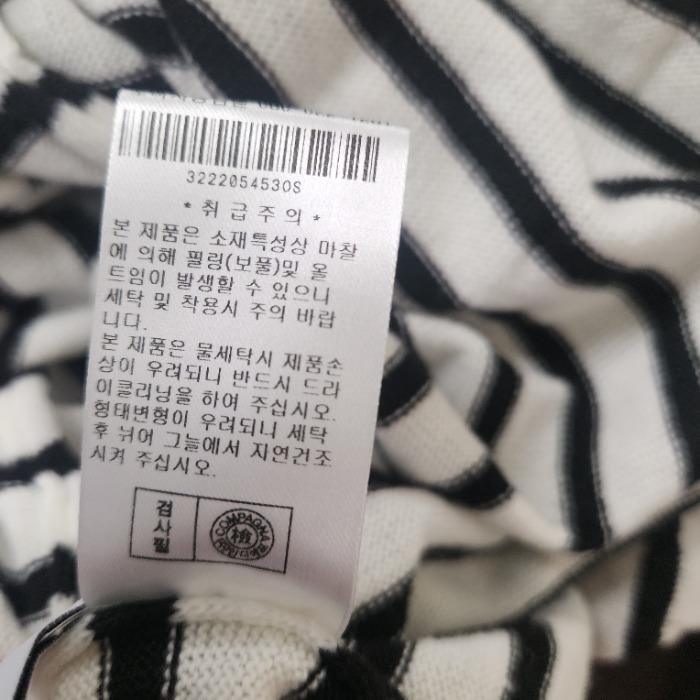 322205453OS
* 취 급 주 의 *
본 제품은 소재특성상 마찰
에 의해 필링(보풀)및 올
트임이 발생할 수 있으니
세탁 및 착용시 주의 바랍
니다.
본 제품은 물세탁시 제품손
상이 우려되니 반드시 드라
이클리닝을 하여 주십시오.
형태변형이 우려되니 세탁
후 뉘어 그늘에서 자연건조
시켜 주십시오.
검
사
필
COMPAGNA
檢